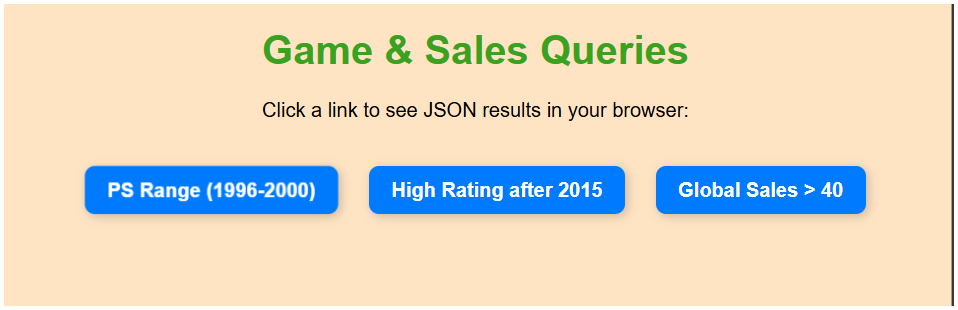 Game & Sales Queries
Click a link to see JSON results in your browser:
PS Range (1996-2000)
High Rating after 2015
Global Sales > 40